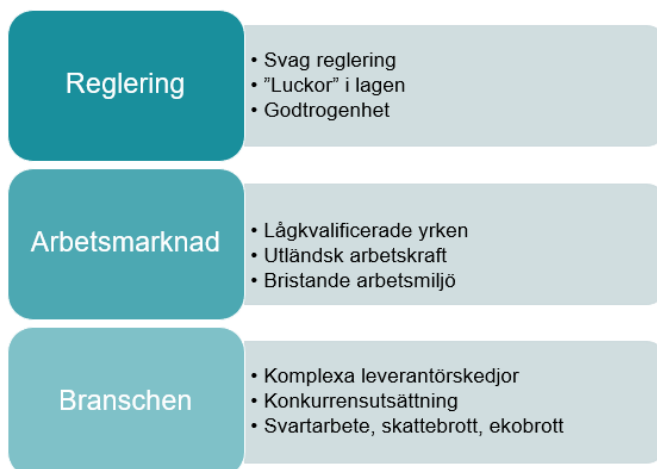 Reglering
• Svag reglering
• ”Luckor” i lagen
• Godtrogenhet
Arbetsmarknad
• Lågkvalificerade yrken
• Utländsk arbetskraft
• Bristande arbetsmiljö
Branschen
• Komplexa leverantörskedjor
• Konkurrensutsättning
• Svartarbete, skattebrott, ekobrott